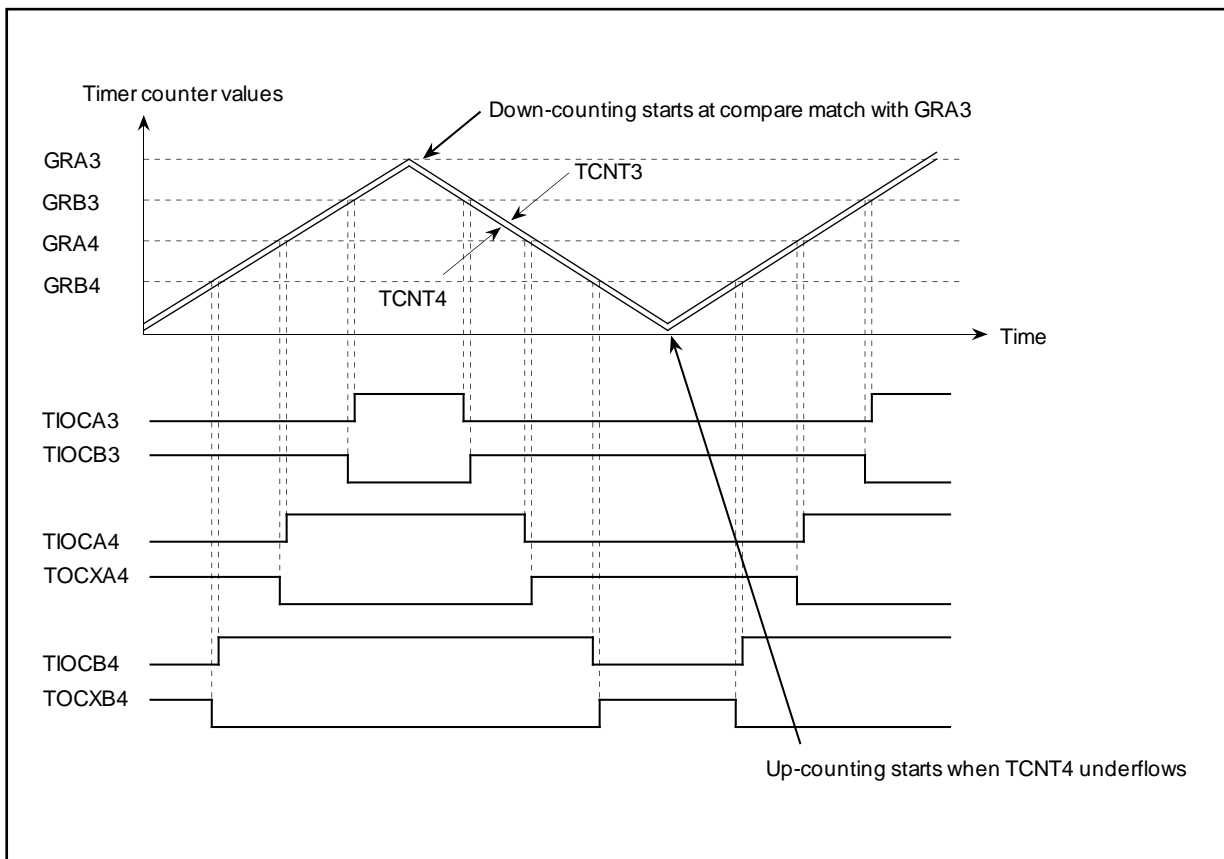 Timer counter values
Down-counting starts at compare match with GRA3
GRA3
TCNT3
GRB3
GRA4
GRB4
TCNT4
Time
TIOCA3
TIOCB3
TIOCA4
TOCXA4
TIOCB4
TOCXB4
Up-counting starts when TCNT4 underflows